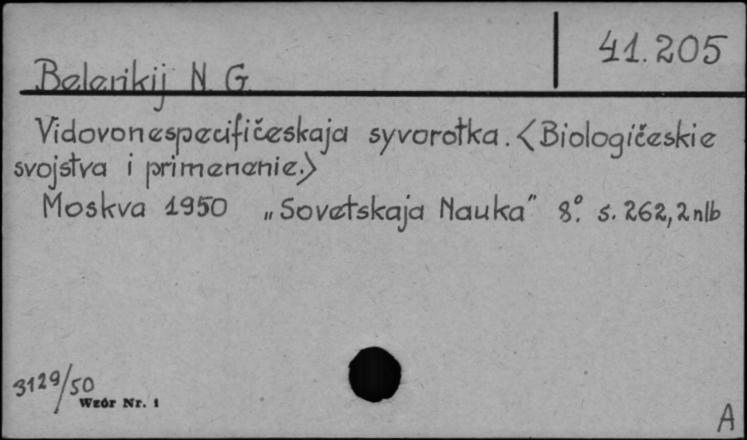 41.205
Belenkij N. G.
Vidovonespecifičeskaja syvorotka. <Biologičeskie
svojstva i primenenie.>
Moskva 1950 „Sovetskaja Nauka" 8° s. 262, 2 nlb
3129/50
Wzór Nr. 1
A